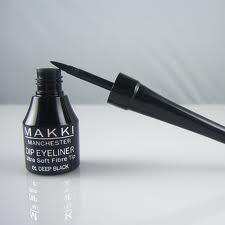 MAKKI
MANCHESTER
DIP EYELINER
Ultra Soft Fibre Tip
01 DEEP BLACK